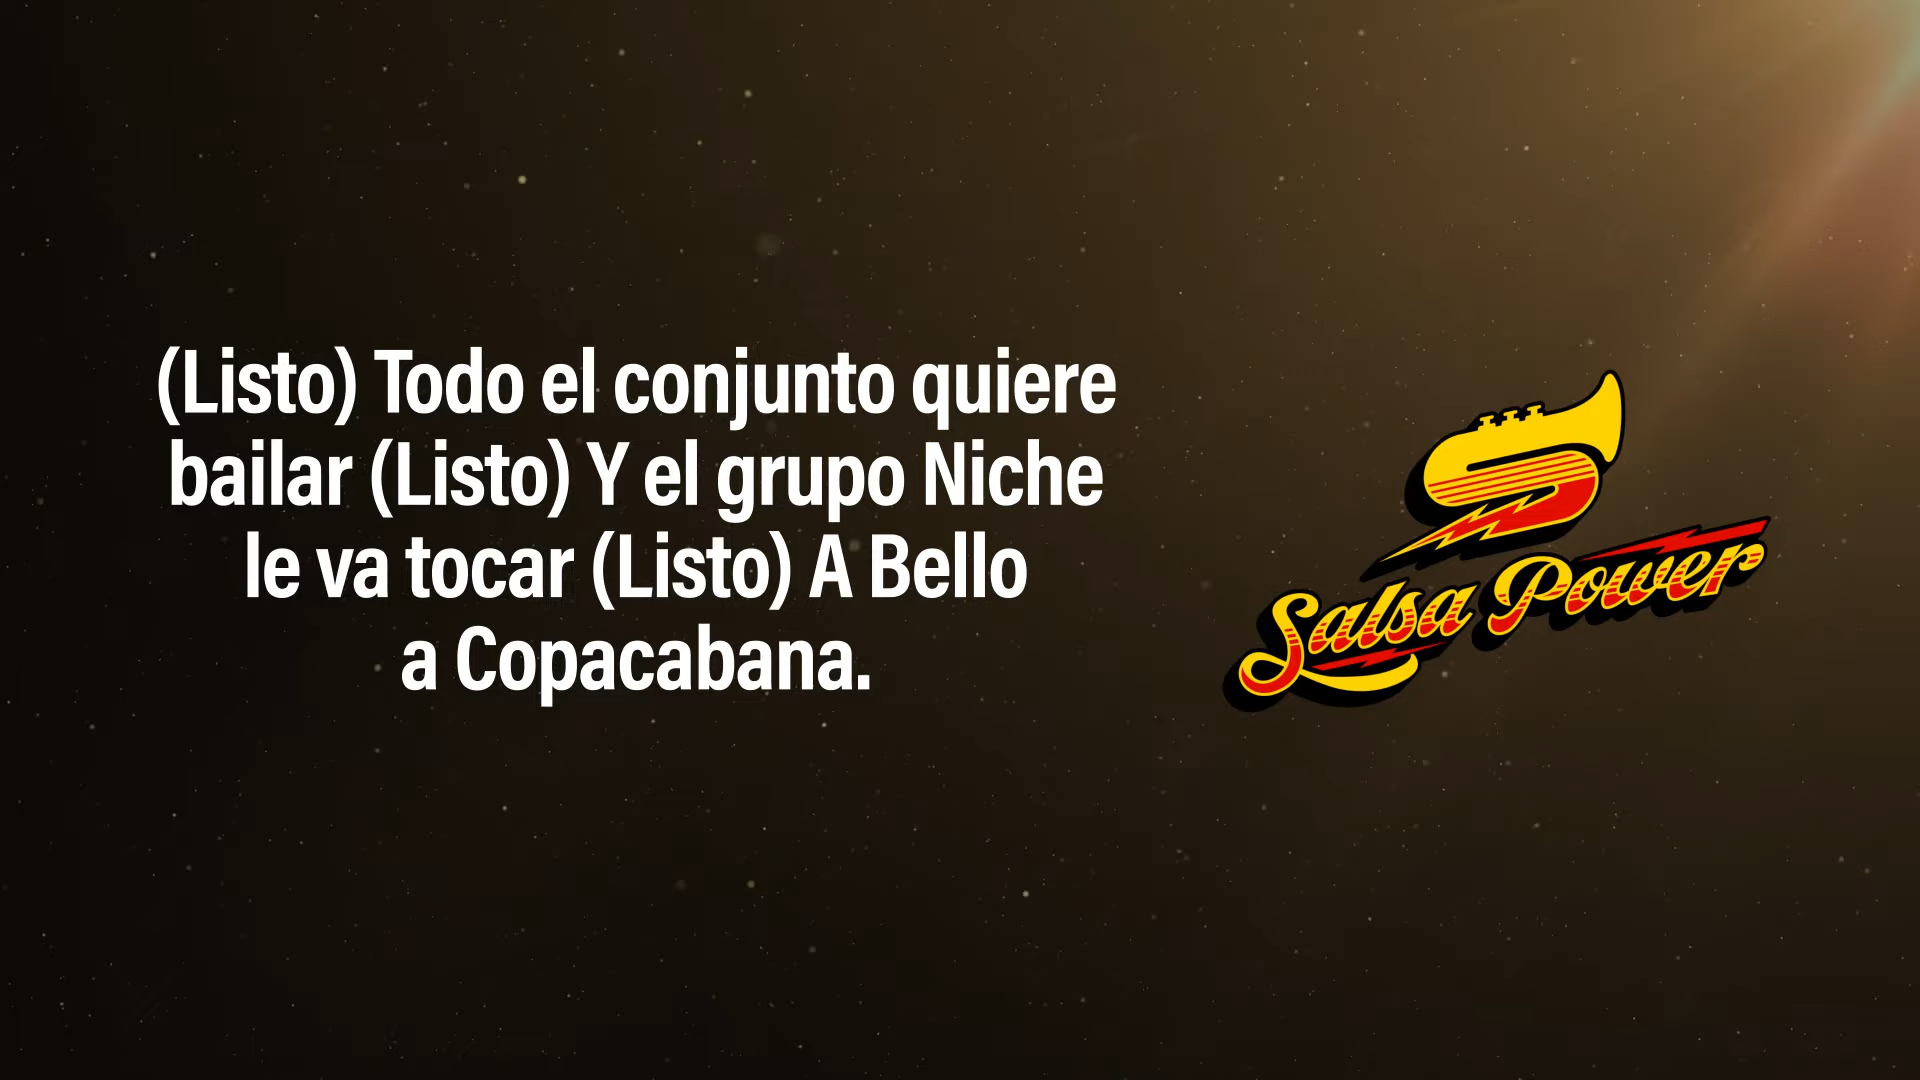 (Listo) Todo el conjunto quiere
bailar (Listo) Y el grupo Niche
le va tocar (Listo) A Bello
a Copacabana.
Salsa Power